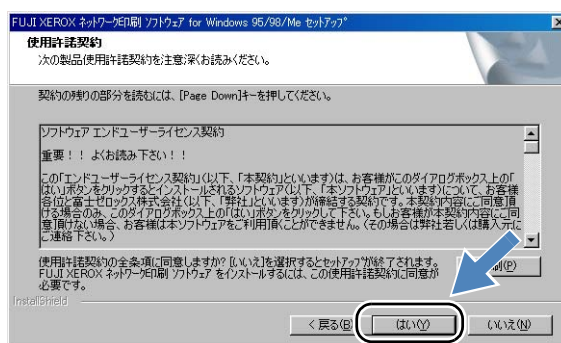 FUJI XEROX ネットワーク印刷 ソフトウェア for Windows 95/98/Me セットアップ
使用許諾契約
次の製品使用許諾契約を注意深くお読みください。
契約の残りの部分を読むには、[Page Down]キーを押してください。
ソフトウェア エンドユーザーライセンス契約
重要！！ よくお読み下さい！！
この「エンドユーザーライセンス契約」(以下、「本契約」といいます)は、お客様がこのダイアログボックス上の「
はい」ボタンをクリックするとインストールされるソフトウェア(以下、「本ソフトウェア」といいます)について、お客様
各位と富士ゼロックス株式会社(以下、「弊社」といいます)が締結する契約です。本契約内容にご同意頂
ける場合のみ、このダイアログボックス上の「はい」ボタンをクリックして下さい。もしお客様が本契約内容にご同
意頂けない場合、お客様は本ソフトウェアをご利用頂くことができません。(その場合は弊社若しくは購入元に
ご連絡下さい。)
使用許諾契約の全条項に同意しますか? [いいえ]を選択するとセットアップが終了されます。
FUJI XEROX ネットワーク印刷 ソフトウェア をインストールするには、この使用許諾契約に同意が
必要です。
刷(P)
InstallShield
< 戻る(B)
はい(Y)
いいえ(N)